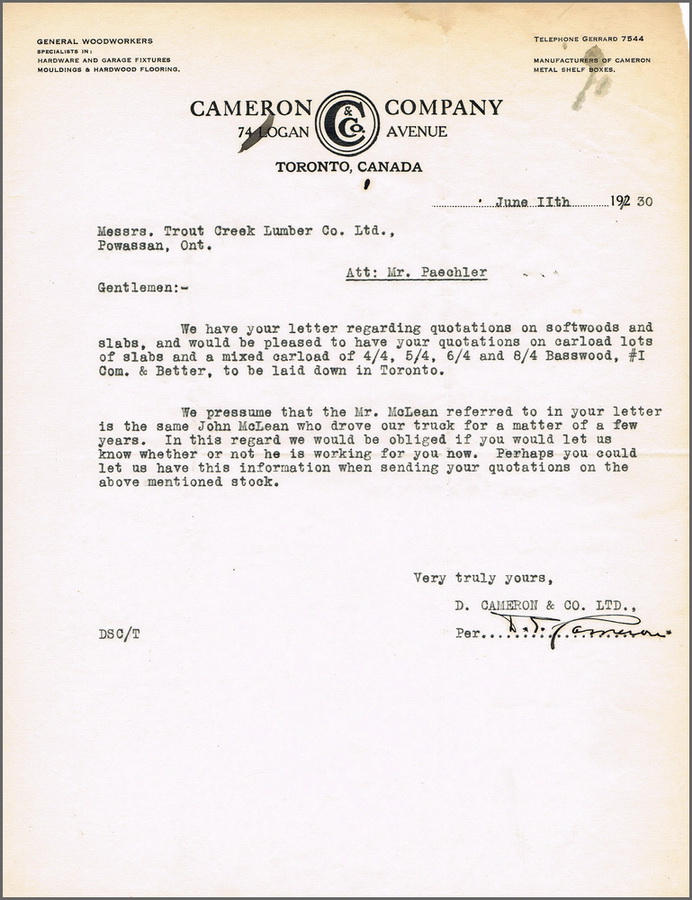 GENERAL WOODWORKERS
SPECIALISTS IN:
HARDWARE AND GARAGE FIXTURES
MOULDINGS & HARDWOOD FLOORING.
TELEPHONE GERRARD 7544
MANUFACTURERS OF CAMERON
METAL SHELF BOXES.
CAMERON C & Co. COMPANY
74 LOGAN AVENUE
TORONTO, CANADA
June IIth 192 30
Messrs. Trout Creek Lumber Co. Ltd.,
Powassan, Ont.
Att: Mr. Paechler
Gentlemen:-
We have your letter regarding quotations on softwoods and
slabs, and would be pleased to have your quotations on carload lots
of slabs and a mixed carload of 4/4, 5/4, 6/4 and 8/4 Basswood, #I
Com. & Better, to be laid down in Toronto.
We pressume that the Mr. McLean referred to in your letter
is the same John McLean who drove our truck for a matter of a few
years. In this regard we would be obliged if you would let us
know whether or not he is working for you now. Perhaps you could
let us have this information when sending your quotations on the
above mentioned stock.
Very truly yours,
D. CAMERON & CO. LTD.,
DSC/T
Per.. Cameron